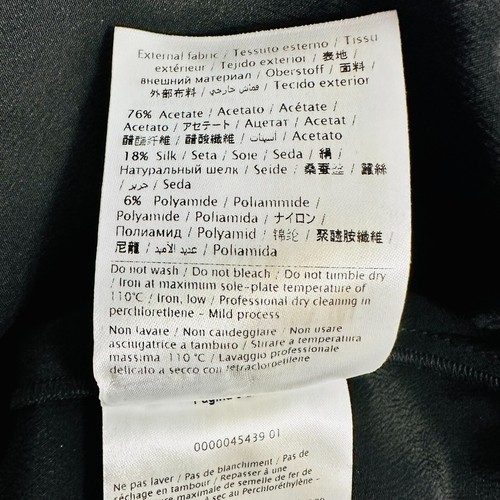 External fabric / Tessuto esterno / Tissu
extérieur / Tejido exterior / 表地 /
внешний материал / Oberstoff / 面料 /
外部布料 / قماش خارجي / Tecido exterior
76% Acetate / Acetato / Acétate /
Acetato / アセテート / Ацетат / Acetat /
醋酯纤维 / 醋酸纖維 / أسيتات / Acetato
18% Silk / Seta / Soie / Seda / 絹 /
Натуральный шелк / Seide / 桑蚕丝 / 蠶絲
/ حرير / Seda
6% Polyamide / Poliammide /
Polyamide / Poliamida / ナイロン /
Полиамид / Polyamid / 锦纶 / 聚醯胺纖維 /
尼龍 / عديد الأميد / Poliamida
Do not wash / Do not bleach / Do not tumble dry
/ Iron at maximum sole-plate temperature of
110°C / Iron, low / Professional dry cleaning in
perchlorethene - Mild process
Non lavare / Non candeggiare / Non usare
asciugatrice a tamburo / Stirare a temperatura
massima 110°C / Lavaggio professionale
delicato a secco con tetracloroetilene
0000045439 01
Ne pas laver / Pas de blanchiment / Pas de
séchage en tambour / Repasser à une
température maximale de semelle de fer de
à sec au Perchloréthylène -